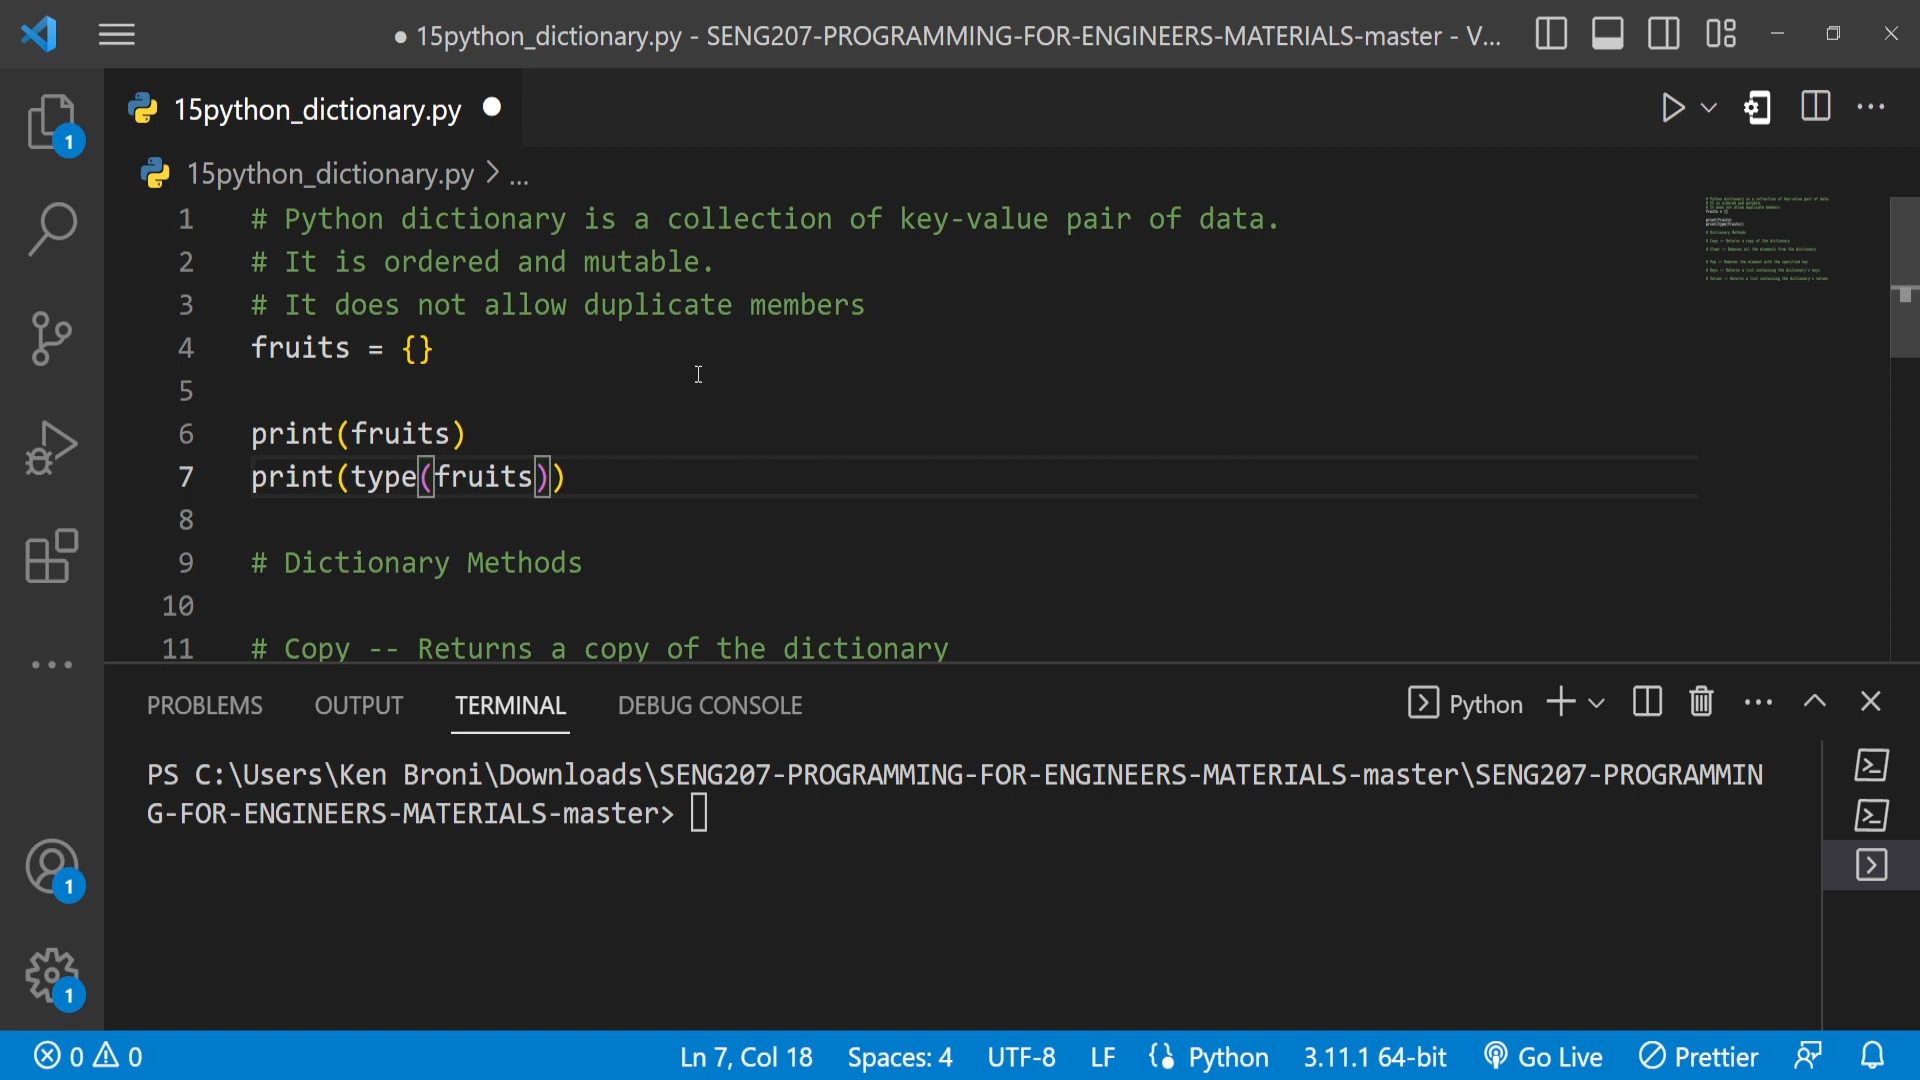 ● 15python_dictionary.py - SENG207-PROGRAMMING-FOR-ENGINEERS-MATERIALS-master - V...
15python_dictionary.py
15python_dictionary.py > ...
1 # Python dictionary is a collection of key-value pair of data.
2 # It is ordered and mutable.
3 # It does not allow duplicate members
4 fruits = {}
5
6 print(fruits)
7 print(type(fruits))
8
9 # Dictionary Methods
10
11 # Copy -- Returns a copy of the dictionary
PROBLEMS OUTPUT TERMINAL DEBUG CONSOLE Python
PS C:\Users\Ken Broni\Downloads\SENG207-PROGRAMMING-FOR-ENGINEERS-MATERIALS-master\SENG207-PROGRAMMIN
G-FOR-ENGINEERS-MATERIALS-master>
1
1
1
0 0 Ln 7, Col 18 Spaces: 4 UTF-8 LF Python 3.11.1 64-bit Go Live Prettier